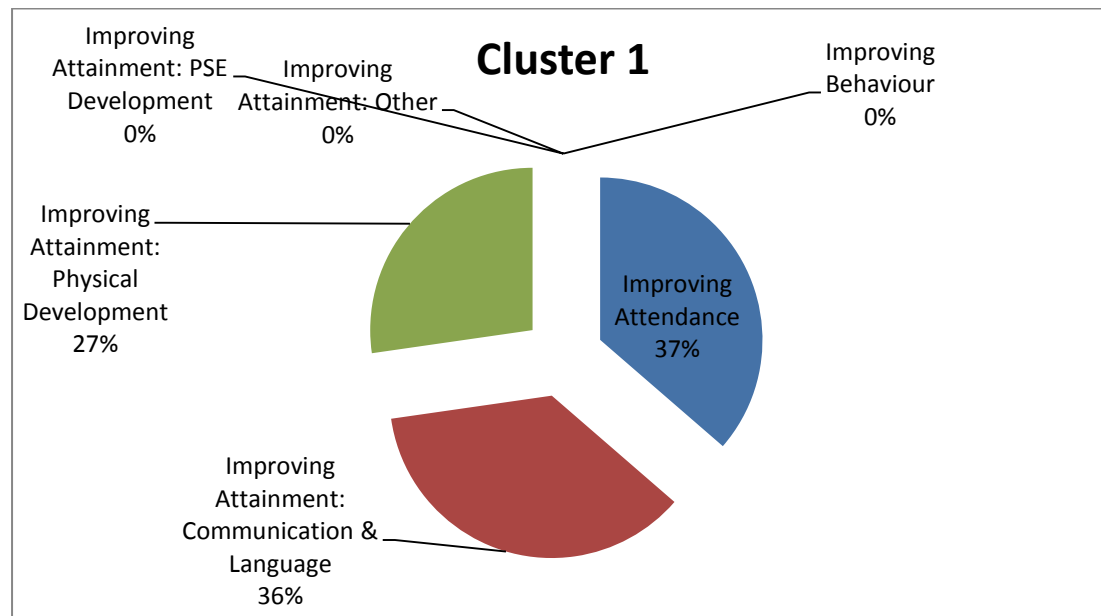 Cluster 1
Improving
Attainment: PSE
Development
0%
Improving
Attainment: Other
0%
Improving
Behaviour
0%
Improving
Attendance
37%
Improving
Attainment:
Physical
Development
27%
Improving
Attainment:
Communication &
Language
36%